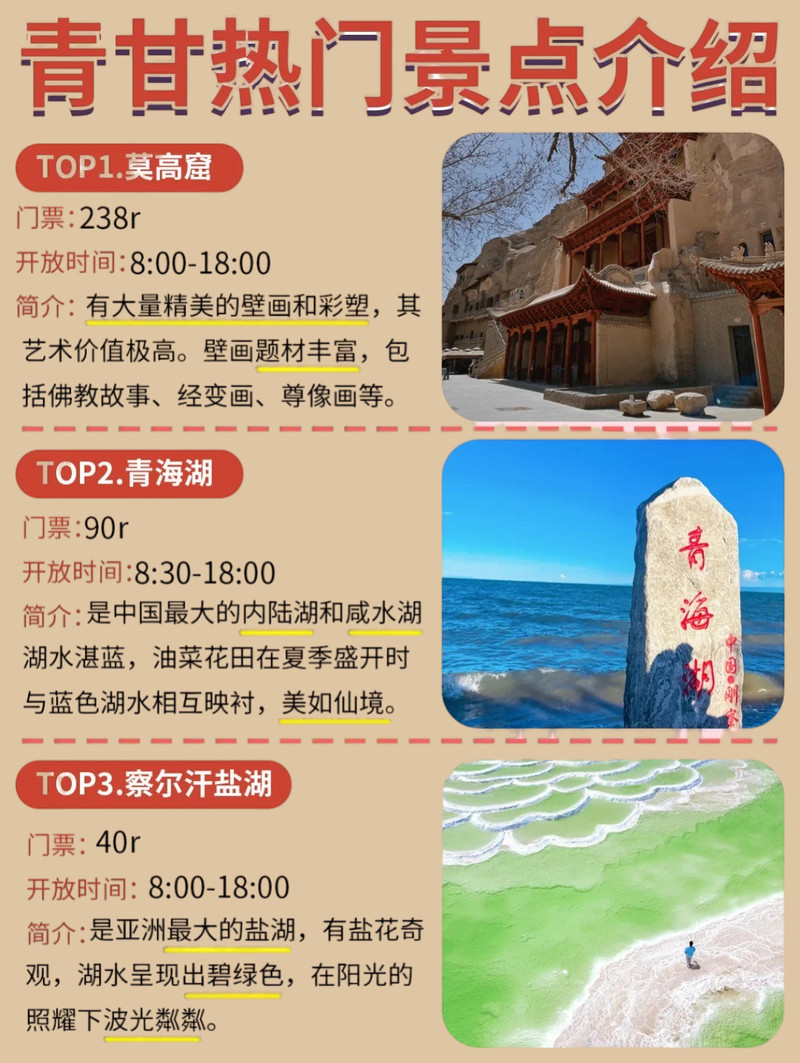 青甘热门景点介绍
TOP1.莫高窟
门票:238r
开放时间:8:00-18:00
简介: 有大量精美的壁画和彩塑，其
艺术价值极高。壁画题材丰富，包
括佛教故事、经变画、尊像画等。
TOP2.青海湖
门票:90r
开放时间:8:30-18:00
简介:是中国最大的内陆湖和咸水湖
湖水湛蓝，油菜花田在夏季盛开时
与蓝色湖水相互映衬，美如仙境。
青海湖
中国·刚察
TOP3.察尔汗盐湖
门票: 40r
开放时间: 8:00-18:00
简介:是亚洲最大的盐湖，有盐花奇
观，湖水呈现出碧绿色，在阳光的
照耀下波光粼粼。